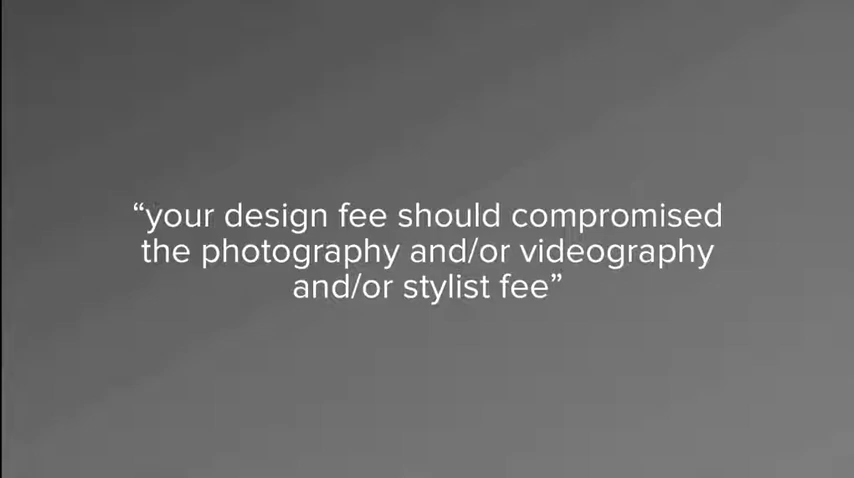 “your design fee should compromised
the photography and/or videography
and/or stylist fee”